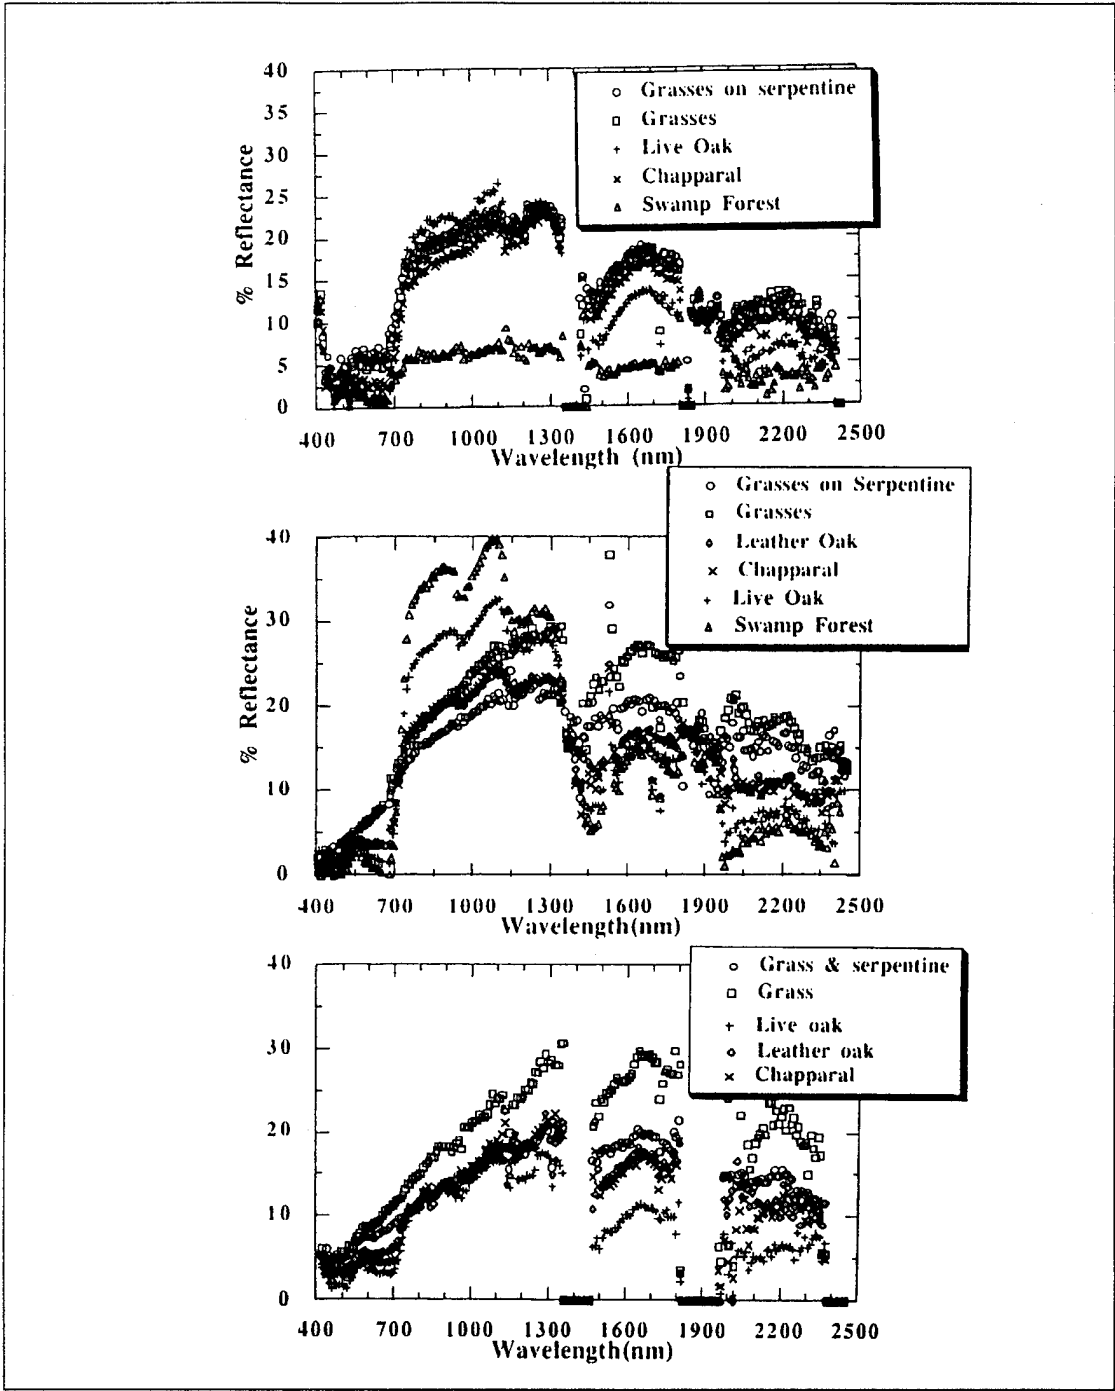 40
35
30
25
20
15
10
5
0
% Reflectance
Grasses on serpentine
Grasses
Live Oak
Chapparal
Swamp Forest
400 700 1000 1300 1600 1900 2200 2500
Wavelength (nm)
Grasses on Serpentine
Grasses
Leather Oak
Chapparal
Live Oak
Swamp Forest
40
30
20
10
0
% Reflectance
400 700 1000 1300 1600 1900 2200 2500
Wavelength(nm)
Grass & serpentine
Grass
Live oak
Leather oak
Chapparal
40
30
20
10
0
400 700 1000 1300 1600 1900 2200 2500
Wavelength(nm)